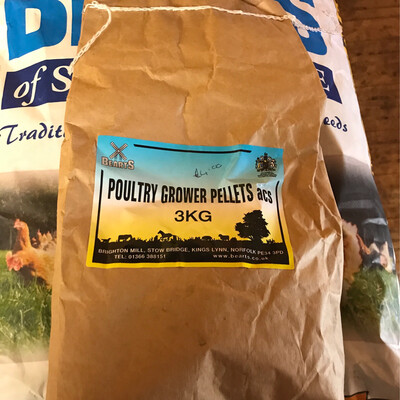 of S
Tradit
eeds
BEARTS
POULTRY GROWER PELLETS acs
3KG
BRIGHTON MILL, STOW BRIDGE, KINGS LYNN, NORFOLK PE34 3PD
TEL: 01366 388151 www.bearts.co.uk